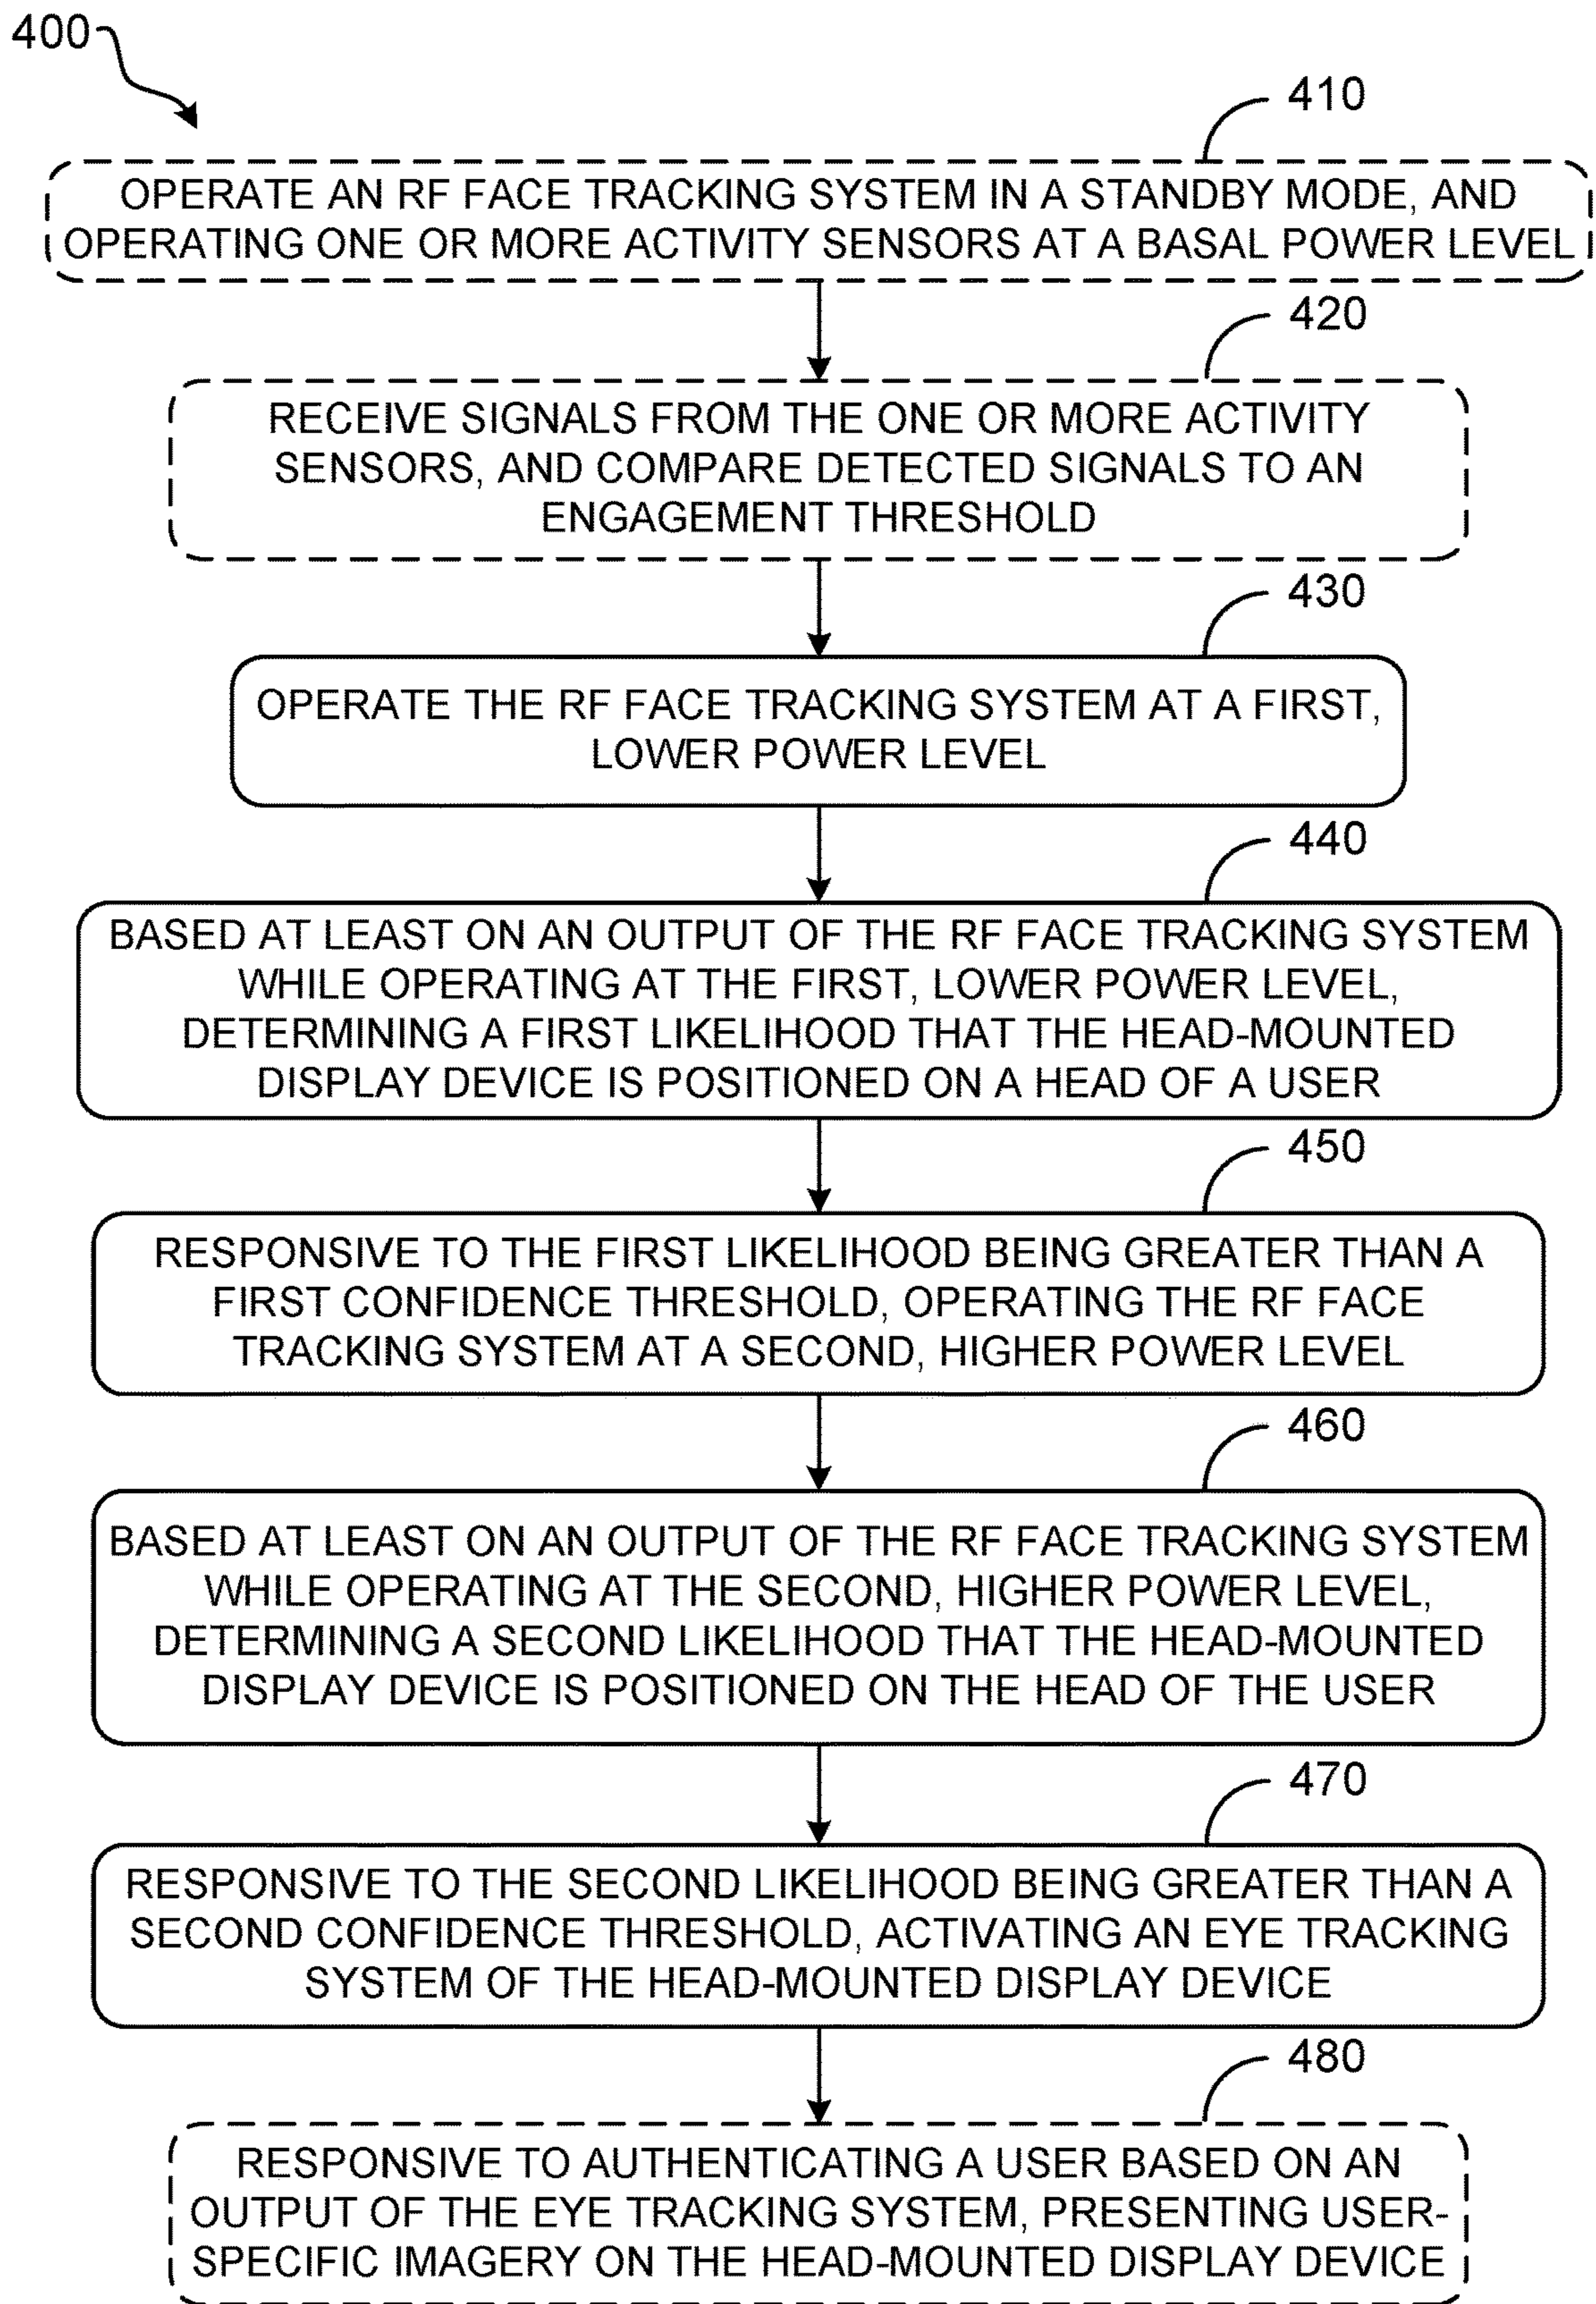 400
410
OPERATE AN RF FACE TRACKING SYSTEM IN A STANDBY MODE, AND
OPERATING ONE OR MORE ACTIVITY SENSORS AT A BASAL POWER LEVEL
420
RECEIVE SIGNALS FROM THE ONE OR MORE ACTIVITY
SENSORS, AND COMPARE DETECTED SIGNALS TO AN
ENGAGEMENT THRESHOLD
430
OPERATE THE RF FACE TRACKING SYSTEM AT A FIRST,
LOWER POWER LEVEL
440
BASED AT LEAST ON AN OUTPUT OF THE RF FACE TRACKING SYSTEM
WHILE OPERATING AT THE FIRST, LOWER POWER LEVEL,
DETERMINING A FIRST LIKELIHOOD THAT THE HEAD-MOUNTED
DISPLAY DEVICE IS POSITIONED ON A HEAD OF A USER
450
RESPONSIVE TO THE FIRST LIKELIHOOD BEING GREATER THAN A
FIRST CONFIDENCE THRESHOLD, OPERATING THE RF FACE
TRACKING SYSTEM AT A SECOND, HIGHER POWER LEVEL
460
BASED AT LEAST ON AN OUTPUT OF THE RF FACE TRACKING SYSTEM
WHILE OPERATING AT THE SECOND, HIGHER POWER LEVEL,
DETERMINING A SECOND LIKELIHOOD THAT THE HEAD-MOUNTED
DISPLAY DEVICE IS POSITIONED ON THE HEAD OF THE USER
470
RESPONSIVE TO THE SECOND LIKELIHOOD BEING GREATER THAN A
SECOND CONFIDENCE THRESHOLD, ACTIVATING AN EYE TRACKING
SYSTEM OF THE HEAD-MOUNTED DISPLAY DEVICE
480
RESPONSIVE TO AUTHENTICATING A USER BASED ON AN
OUTPUT OF THE EYE TRACKING SYSTEM, PRESENTING USER-
SPECIFIC IMAGERY ON THE HEAD-MOUNTED DISPLAY DEVICE